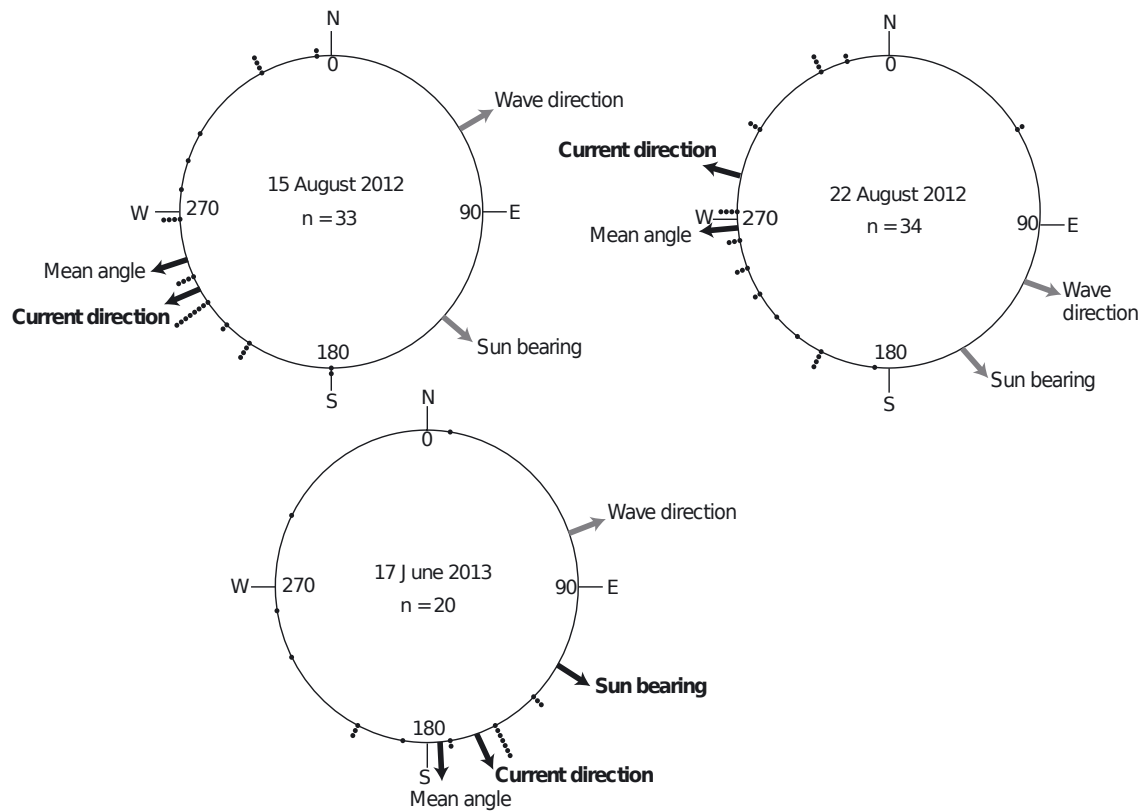 N
0
Wave direction
15 August 2012
n = 33
W
270
90
E
Mean angle
Current direction
Sun bearing
180
S
N
0
Current direction
22 August 2012
n = 34
W
270
90
E
Mean angle
Wave
direction
180
Sun bearing
S
N
0
Wave direction
17 June 2013
n = 20
W
270
90
E
Sun bearing
180
S
Current direction
Mean angle